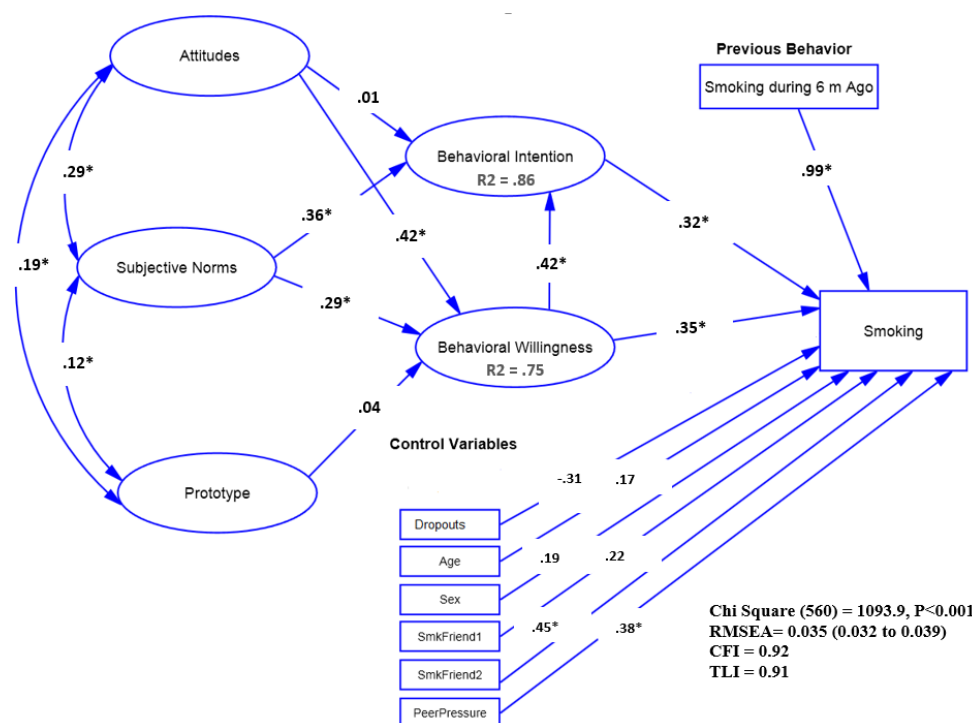 Attitudes
Previous Behavior
Smoking during 6 m Ago
.01
Behavioral Intention
R2 = .86
.29*
.99*
.36*
.32*
.42*
.19*
Subjective Norms
.42*
.29*
.35*
Smoking
Behavioral Willingness
R2 = .75
.12*
.04
Control Variables
Prototype
-.31
.17
Dropouts
Age
.19
.22
Sex
SmkFriend1
.45*
.38*
SmkFriend2
PeerPressure
Chi Square (560) = 1093.9, P<0.001
RMSEA= 0.035 (0.032 to 0.039)
CFI = 0.92
TLI = 0.91